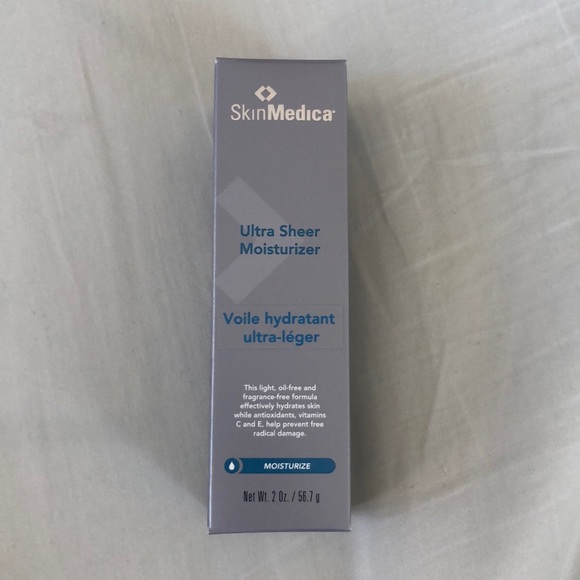 SkinMedica
Ultra Sheer
Moisturizer
Voile hydratant
ultra-léger
This light, oil-free and
fragrance-free formula
effectively hydrates skin
while antioxidants, vitamins
C and E, help prevent free
radical damage.
MOISTURIZE
Net Wt. 2 Oz. / 56.7 g